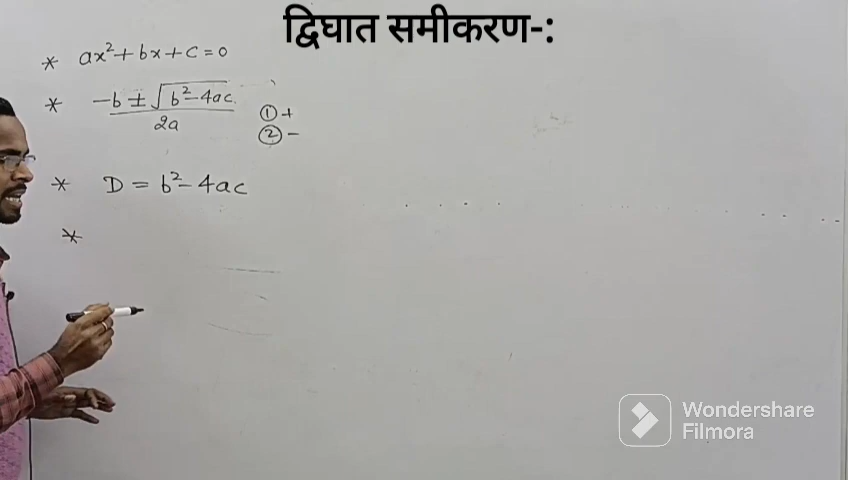 द्विघात समीकरण-:
* ax²+bx+c=0
* -b ± √b²-4ac / 2a
① +
② -
* D = b²-4ac
*
Wondershare
Filmora